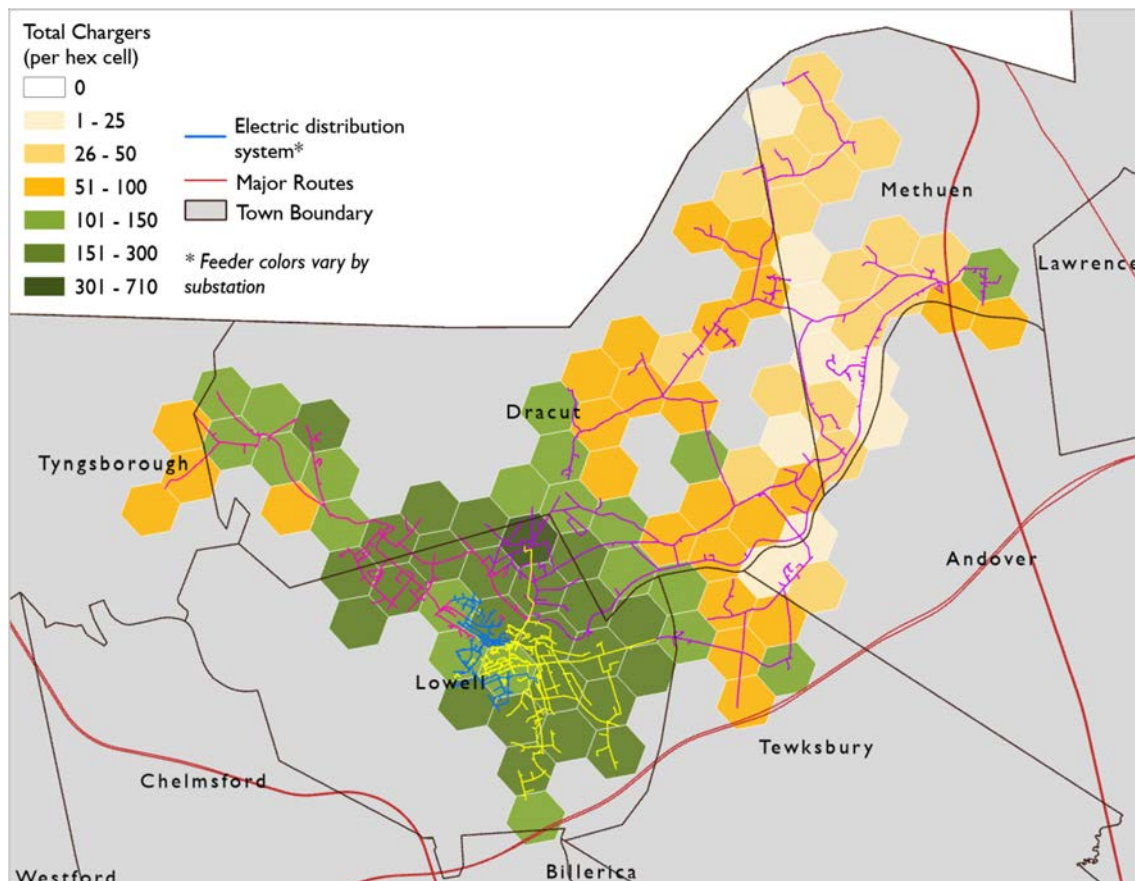 Total Chargers
(per hex cell)
0
1 - 25
26 - 50
51 - 100
101 - 150
151 - 300
301 - 710
Electric distribution
system*
Major Routes
Town Boundary
* Feeder colors vary by
substation
Methuen
Lawrence
Dracut
Tyngsborough
Andover
Lowell
Tewksbury
Chelmsford
Billerica
Westford